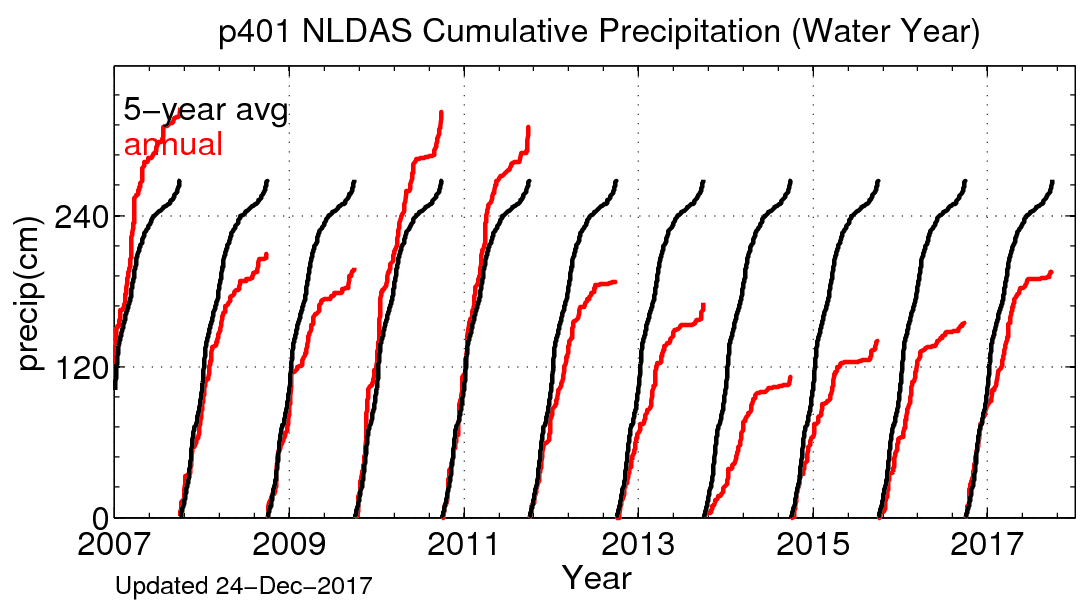 p401 NLDAS Cumulative Precipitation (Water Year)
5−year avg
annual
precip(cm)
240
120
0
2007 2009 2011 2013 2015 2017
Year
Updated 24−Dec−2017